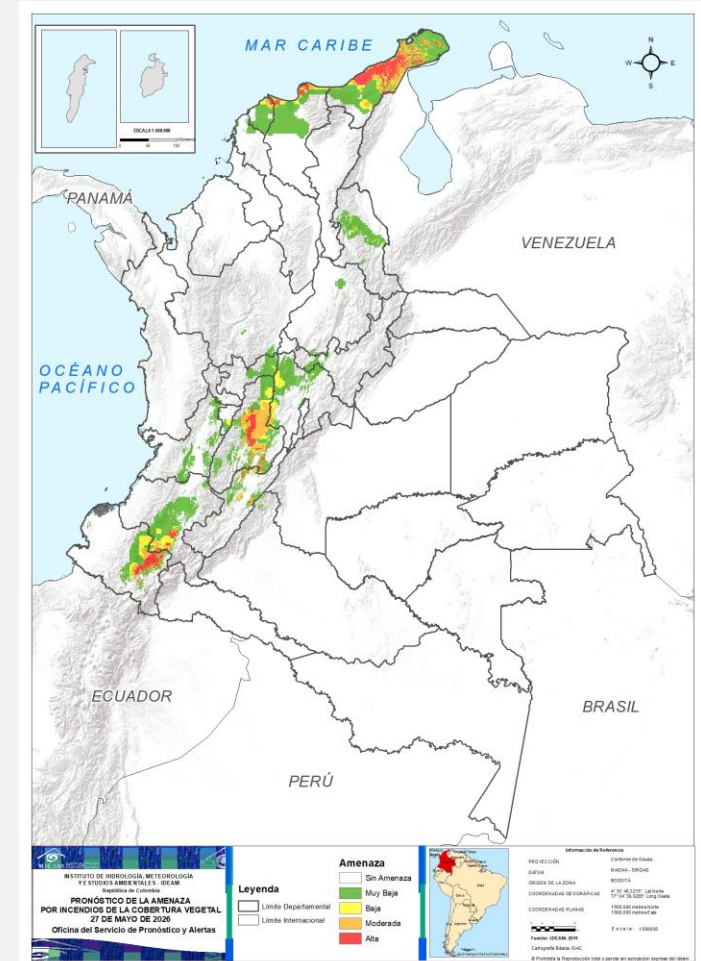 MAR CARIBE
N
W
E
S
ESCALA 1:400.000
PANAMÁ
VENEZUELA
OCÉANO
PACÍFICO
ECUADOR
BRASIL
PERÚ
IDEAM
INSTITUTO DE HIDROLOGÍA, METEOROLOGÍA
Y ESTUDIOS AMBIENTALES - IDEAM
República de Colombia
PRONÓSTICO DE LA AMENAZA
POR INCENDIOS DE LA COBERTURA VEGETAL
27 DE MAYO DE 2026
Oficina del Servicio de Pronóstico y Alertas
Leyenda
Límite Departamental
Límite Internacional
Amenaza
Sin Amenaza
Muy Baja
Baja
Moderada
Alta
Información de Referencia
PROYECCIÓN Conforme de Gauss
DATUM MAGNA - SIRGAS
ORIGEN DE LA ZONA BOGOTÁ
COORDENADAS GEOGRÁFICAS
COORDENADAS PLANAS
Fuente: IDEAM- 2019
Cartografía Básica IGAC.